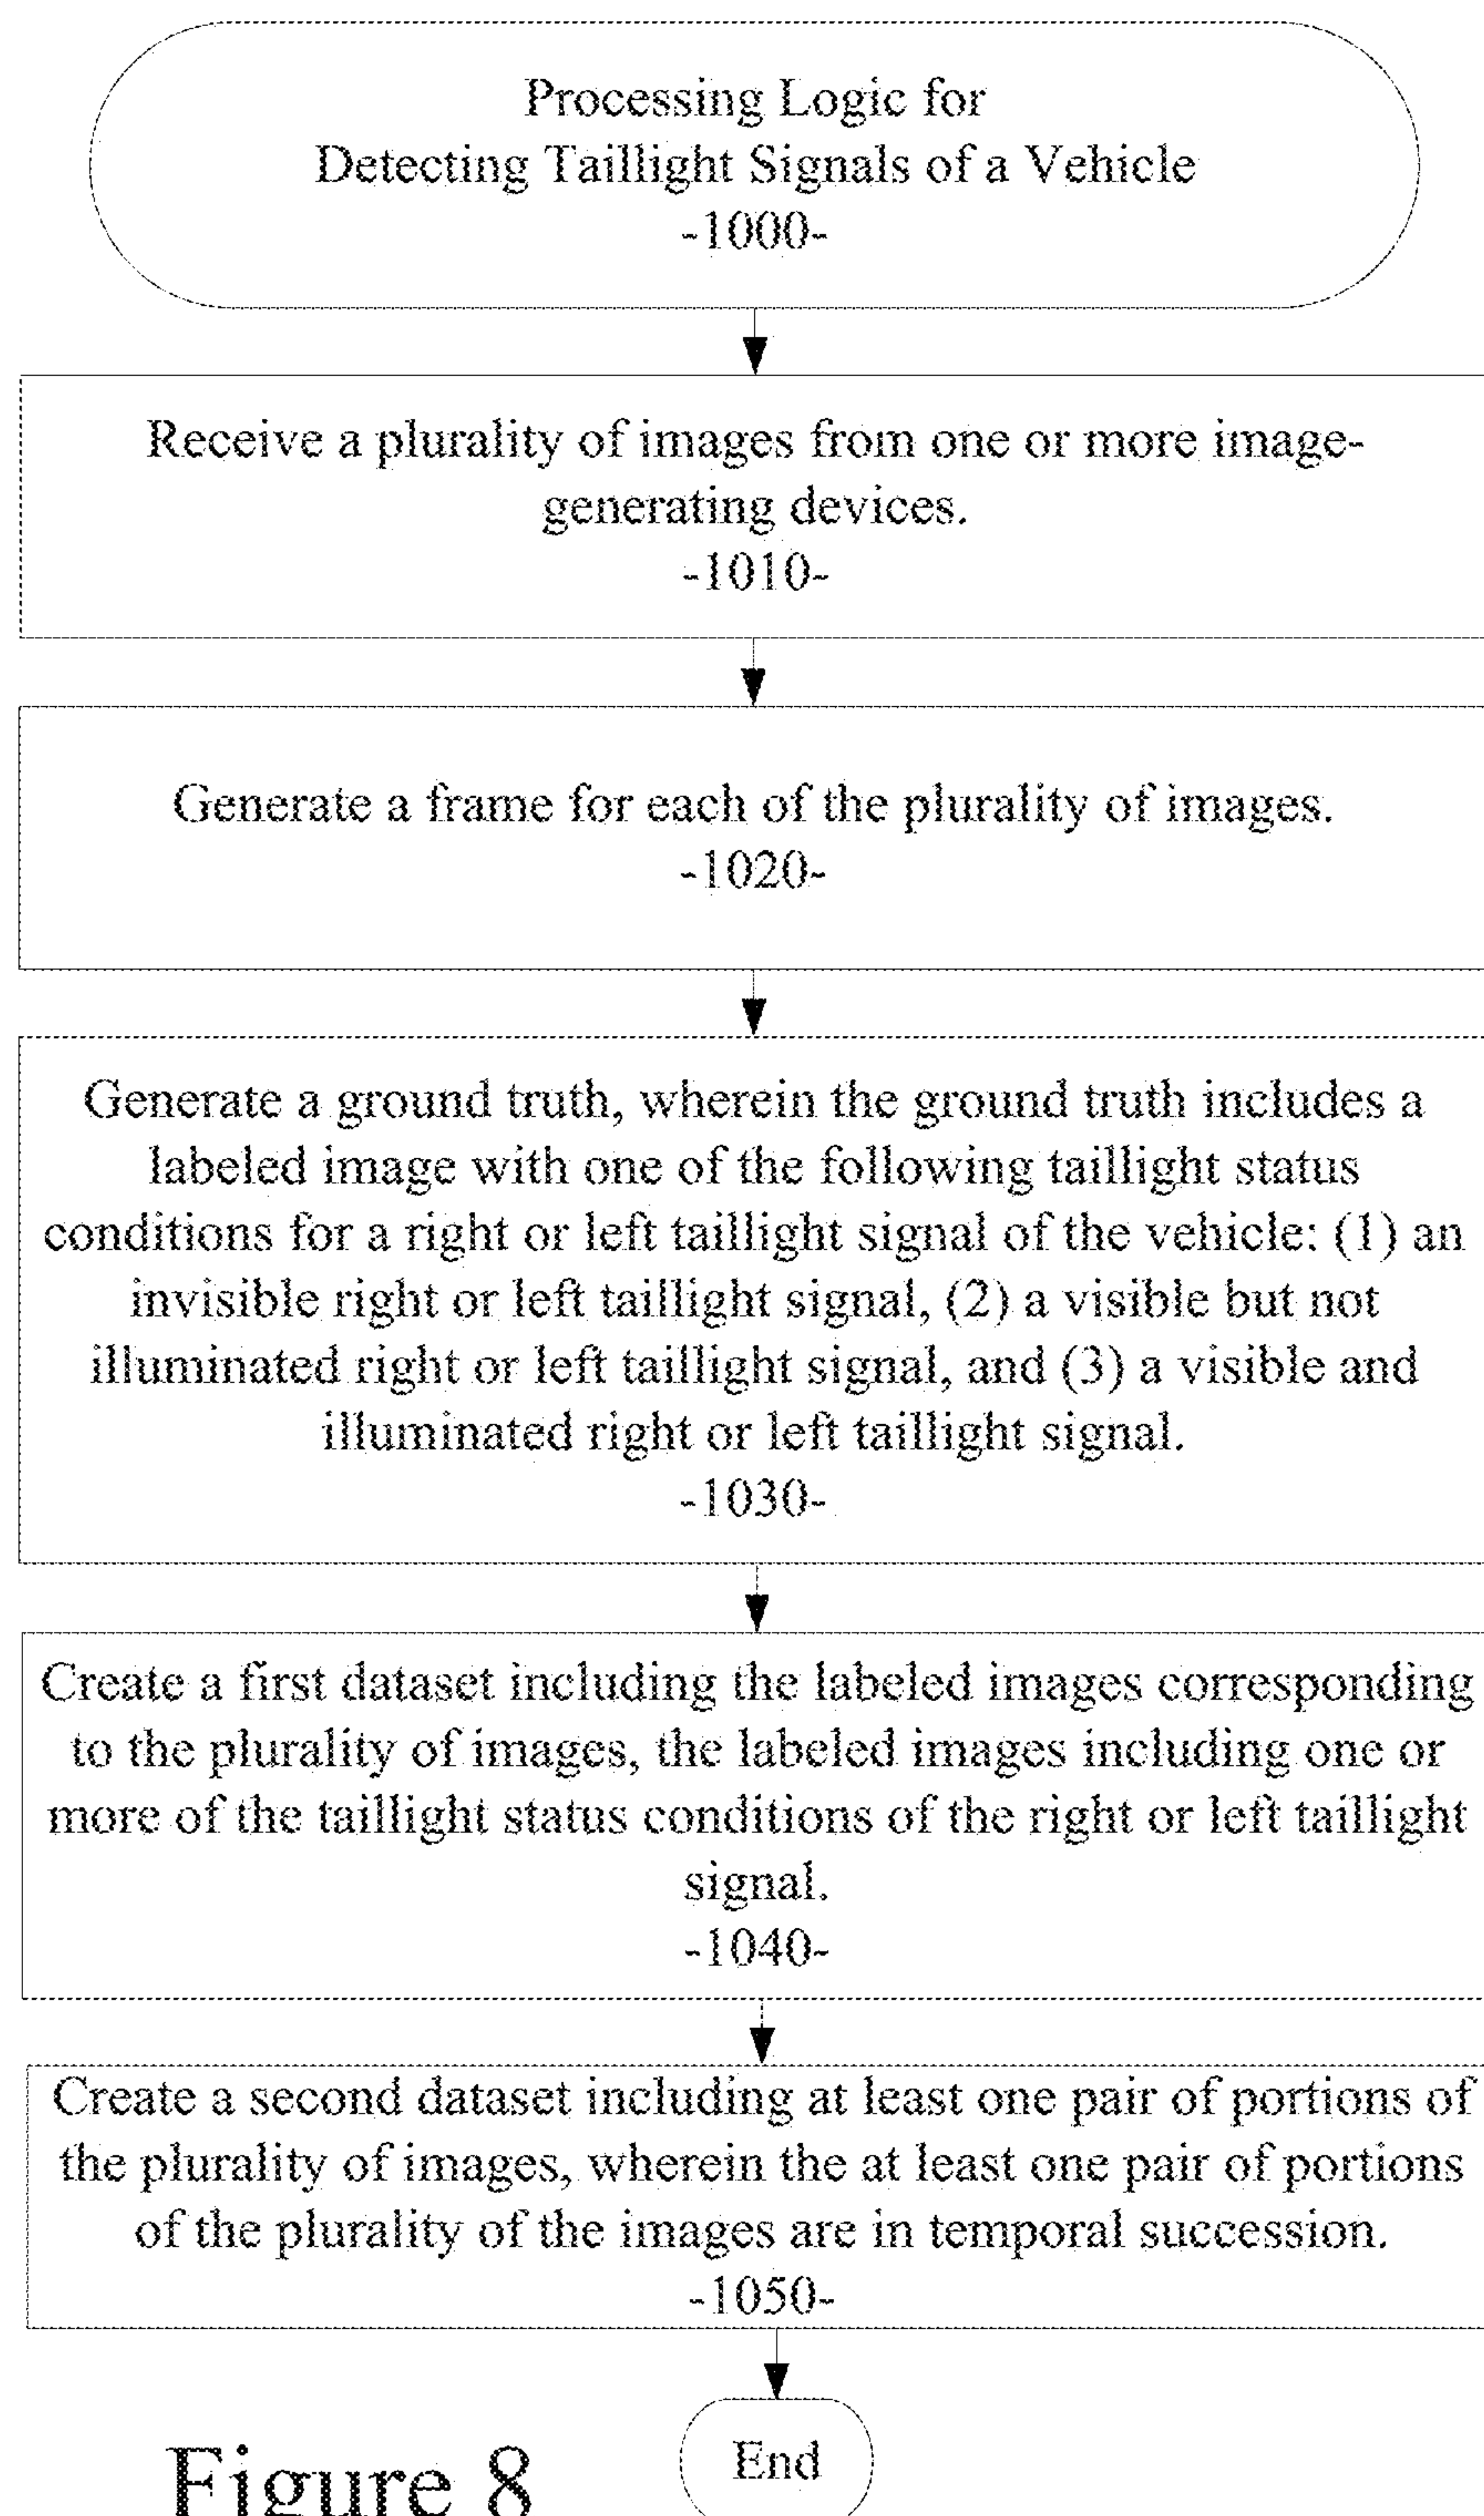 Processing Logic for
Detecting Taillight Signals of a Vehicle
-1000-
Receive a plurality of images from one or more image-
generating devices.
-1010-
Generate a frame for each of the plurality of images.
-1020-
Generate a ground truth, wherein the ground truth includes a
labeled image with one of the following taillight status
conditions for a right or left taillight signal of the vehicle: (1) an
invisible right or left taillight signal, (2) a visible but not
illuminated right or left taillight signal, and (3) a visible and
illuminated right or left taillight signal.
-1030-
Create a first dataset including the labeled images corresponding
to the plurality of images, the labeled images including one or
more of the taillight status conditions of the right or left taillight
signal.
-1040-
Create a second dataset including at least one pair of portions of
the plurality of images, wherein the at least one pair of portions
of the plurality of the images are in temporal succession.
-1050-
End
Figure 8